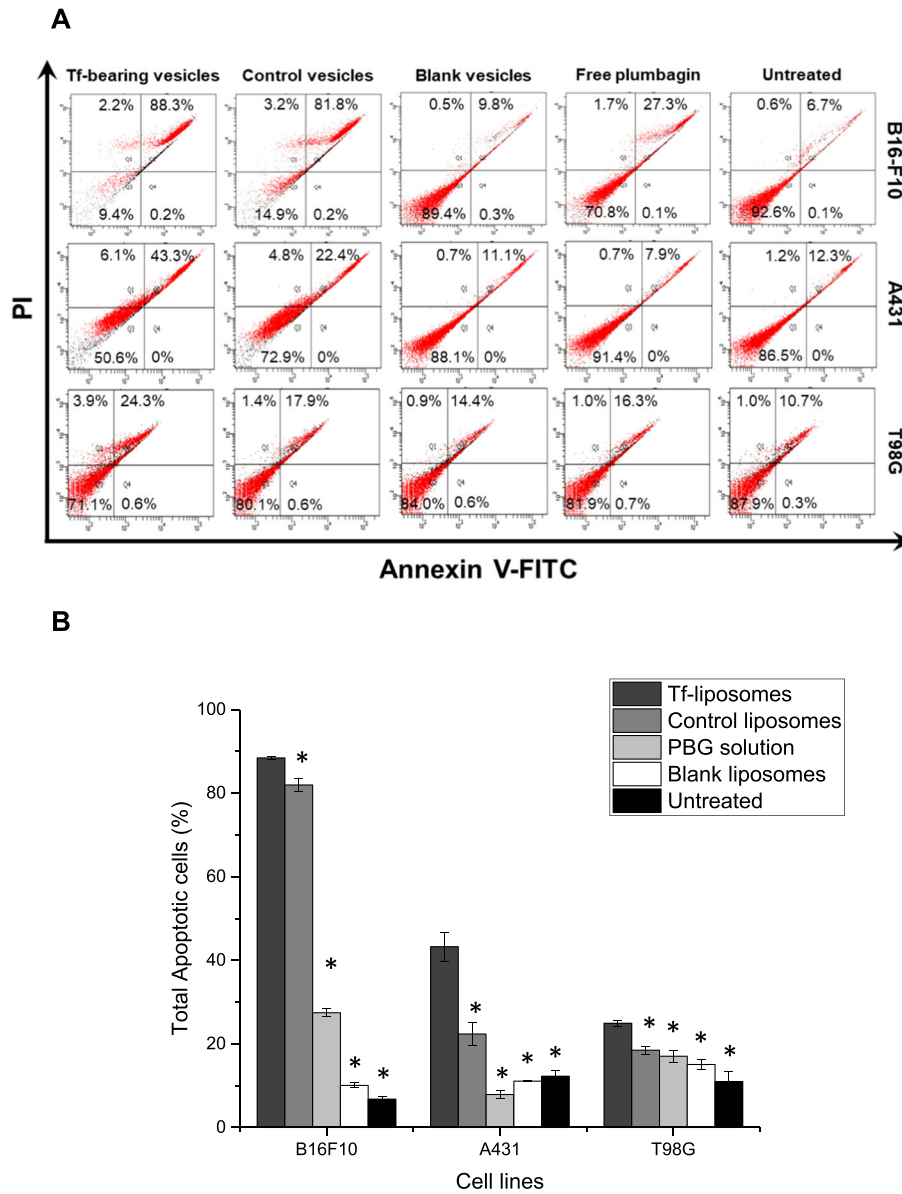 A
Tf-bearing vesicles Control vesicles Blank vesicles Free plumbagin Untreated
2.2% 88.3% 3.2% 81.8% 0.5% 9.8% 1.7% 27.3% 0.6% 6.7%
9.4% 0.2% 14.9% 0.2% 89.4% 0.3% 70.8% 0.1% 92.6% 0.1%
B16-F10
6.1% 43.3% 4.8% 22.4% 0.7% 11.1% 0.7% 7.9% 1.2% 12.3%
50.6% 0% 72.9% 0% 88.1% 0% 91.4% 0% 86.5% 0%
A431
3.9% 24.3% 1.4% 17.9% 0.9% 14.4% 1.0% 16.3% 1.0% 10.7%
71.1% 0.6% 80.1% 0.6% 84.0% 0.6% 81.9% 0.7% 87.9% 0.3%
T98G
PI
Annexin V-FITC
B
Tf-liposomes
Control liposomes
PBG solution
Blank liposomes
Untreated
Total Apoptotic cells (%)
100
80
60
40
20
0
* * * *
* * * *
* * * *
B16F10 A431 T98G
Cell lines